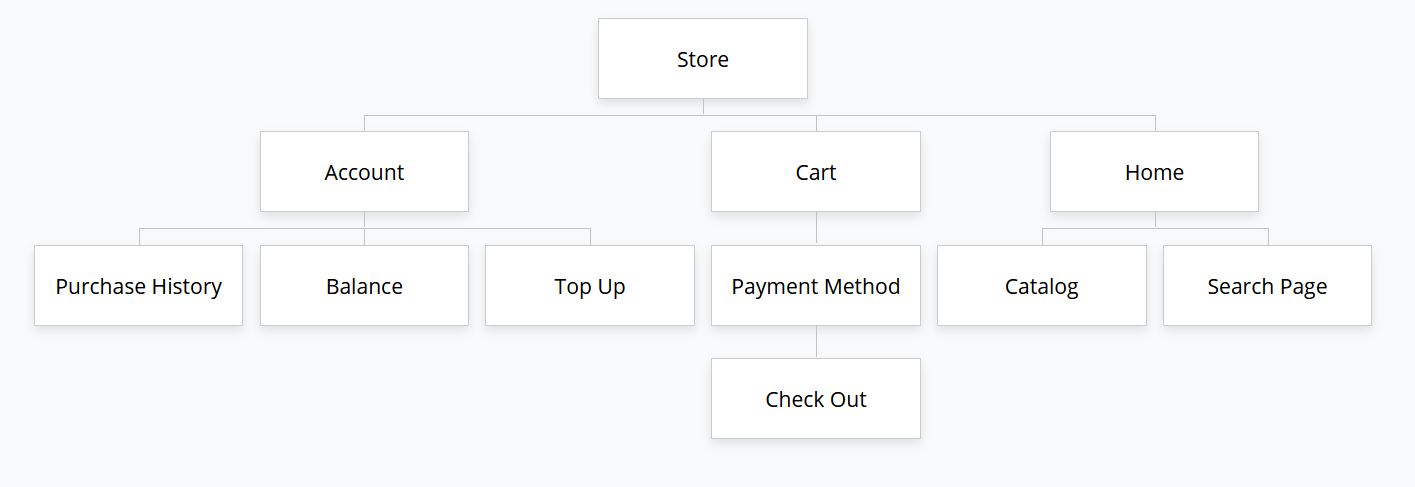 Store
Account
Cart
Home
Purchase History
Balance
Top Up
Payment Method
Catalog
Search Page
Check Out